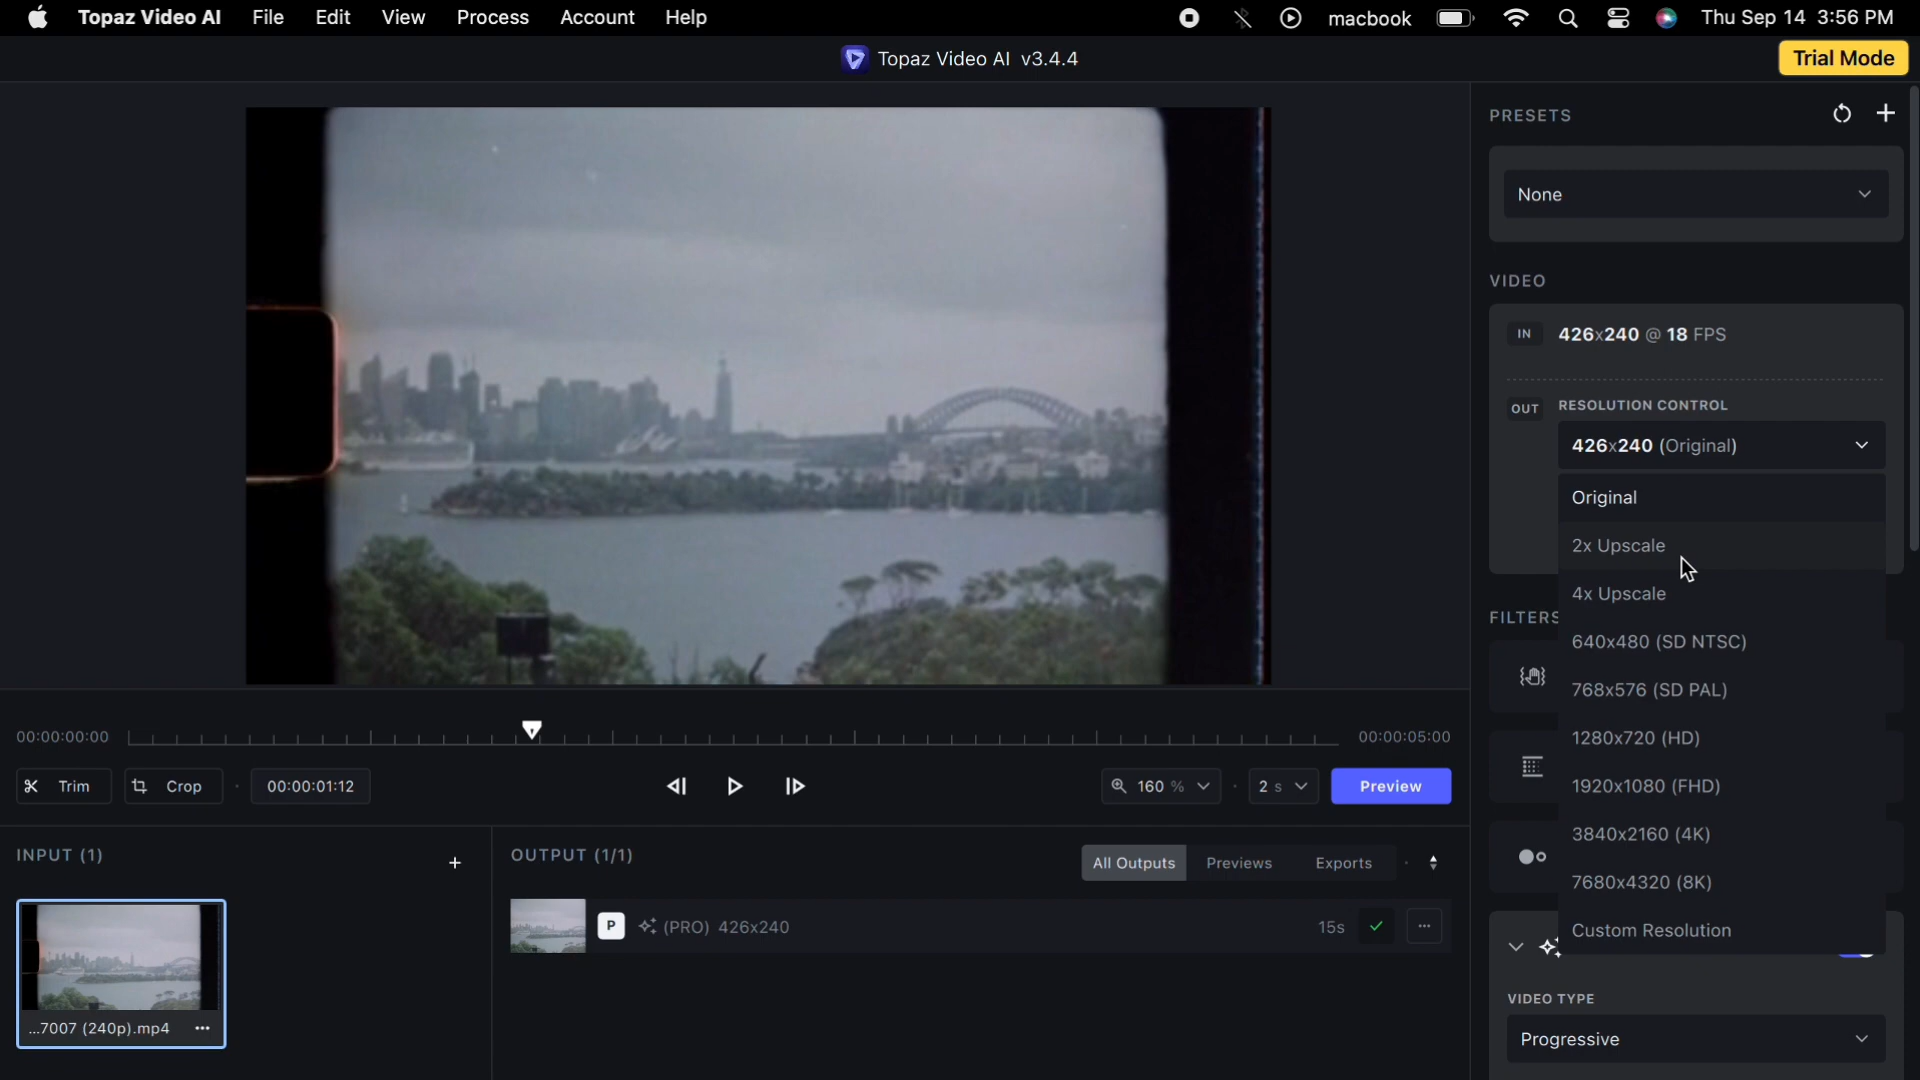 Topaz Video AI File Edit View Process Account Help macbook Thu Sep 14 3:56 PM
Topaz Video AI v3.4.4
Trial Mode
PRESETS
None
VIDEO
IN 426x240 @ 18 FPS
OUT RESOLUTION CONTROL
426x240 (Original)
Original
2x Upscale
4x Upscale
FILTERS
640x480 (SD NTSC)
768x576 (SD PAL)
1280x720 (HD)
1920x1080 (FHD)
3840x2160 (4K)
7680x4320 (8K)
Custom Resolution
VIDEO TYPE
Progressive
00:00:00:00 00:00:05:00
Trim Crop 00:00:01:12 160 % 2 s Preview
INPUT (1)
...7007 (240p).mp4
OUTPUT (1/1) All Outputs Previews Exports
P (PRO) 426x240 15s